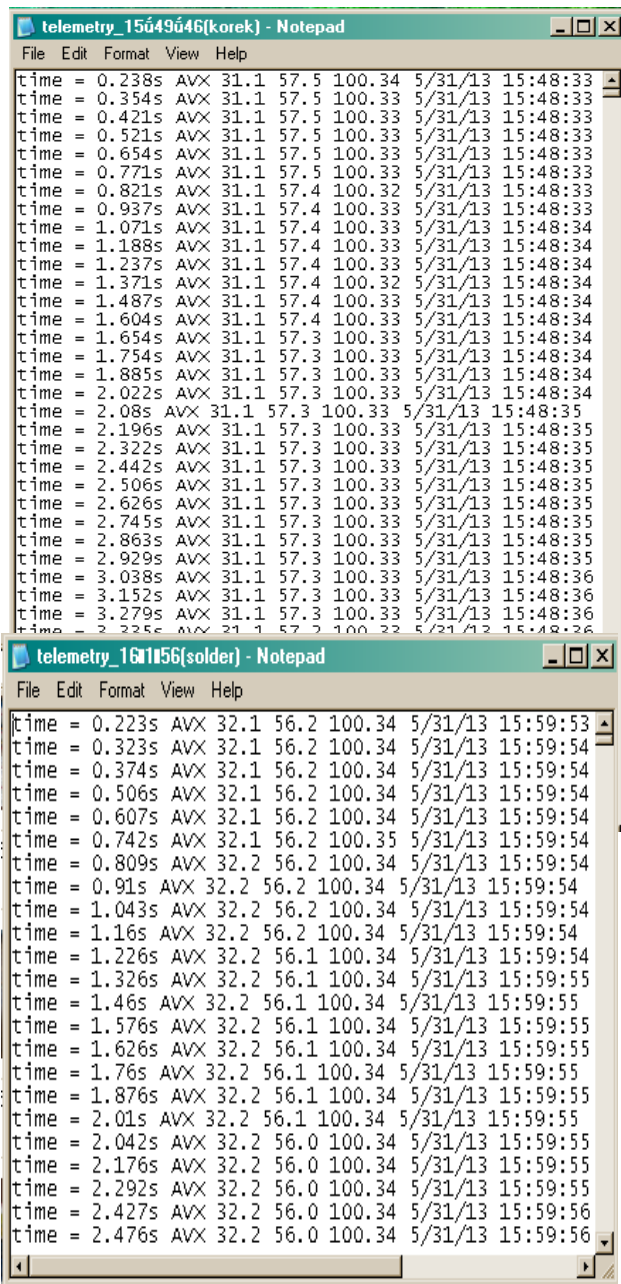 telemetry_15ú49ú46(korek) - Notepad
File Edit Format View Help
time = 0.238s AVX 31.1 57.5 100.34 5/31/13 15:48:33
time = 0.354s AVX 31.1 57.5 100.33 5/31/13 15:48:33
time = 0.421s AVX 31.1 57.5 100.33 5/31/13 15:48:33
time = 0.521s AVX 31.1 57.5 100.33 5/31/13 15:48:33
time = 0.654s AVX 31.1 57.5 100.33 5/31/13 15:48:33
time = 0.771s AVX 31.1 57.5 100.33 5/31/13 15:48:33
time = 0.821s AVX 31.1 57.4 100.32 5/31/13 15:48:33
time = 0.937s AVX 31.1 57.4 100.33 5/31/13 15:48:33
time = 1.071s AVX 31.1 57.4 100.33 5/31/13 15:48:34
time = 1.188s AVX 31.1 57.4 100.33 5/31/13 15:48:34
time = 1.237s AVX 31.1 57.4 100.33 5/31/13 15:48:34
time = 1.371s AVX 31.1 57.4 100.32 5/31/13 15:48:34
time = 1.487s AVX 31.1 57.4 100.33 5/31/13 15:48:34
time = 1.604s AVX 31.1 57.4 100.33 5/31/13 15:48:34
time = 1.654s AVX 31.1 57.3 100.33 5/31/13 15:48:34
time = 1.754s AVX 31.1 57.3 100.33 5/31/13 15:48:34
time = 1.885s AVX 31.1 57.3 100.33 5/31/13 15:48:34
time = 2.022s AVX 31.1 57.3 100.33 5/31/13 15:48:34
time = 2.08s AVX 31.1 57.3 100.33 5/31/13 15:48:35
time = 2.196s AVX 31.1 57.3 100.33 5/31/13 15:48:35
time = 2.322s AVX 31.1 57.3 100.33 5/31/13 15:48:35
time = 2.442s AVX 31.1 57.3 100.33 5/31/13 15:48:35
time = 2.506s AVX 31.1 57.3 100.33 5/31/13 15:48:35
time = 2.626s AVX 31.1 57.3 100.33 5/31/13 15:48:35
time = 2.745s AVX 31.1 57.3 100.33 5/31/13 15:48:35
time = 2.863s AVX 31.1 57.3 100.33 5/31/13 15:48:35
time = 2.929s AVX 31.1 57.3 100.33 5/31/13 15:48:35
time = 3.038s AVX 31.1 57.3 100.33 5/31/13 15:48:36
time = 3.152s AVX 31.1 57.3 100.33 5/31/13 15:48:36
time = 3.279s AVX 31.1 57.3 100.33 5/31/13 15:48:36
time = 3.335s AVX 31.1 57.2 100.33 5/31/13 15:48:36
telemetry_16▯1▯56(solder) - Notepad
File Edit Format View Help
time = 0.223s AVX 32.1 56.2 100.34 5/31/13 15:59:53
time = 0.323s AVX 32.1 56.2 100.34 5/31/13 15:59:54
time = 0.374s AVX 32.1 56.2 100.34 5/31/13 15:59:54
time = 0.506s AVX 32.1 56.2 100.34 5/31/13 15:59:54
time = 0.607s AVX 32.1 56.2 100.34 5/31/13 15:59:54
time = 0.742s AVX 32.1 56.2 100.35 5/31/13 15:59:54
time = 0.809s AVX 32.2 56.2 100.34 5/31/13 15:59:54
time = 0.91s AVX 32.2 56.2 100.34 5/31/13 15:59:54
time = 1.043s AVX 32.2 56.2 100.34 5/31/13 15:59:54
time = 1.16s AVX 32.2 56.2 100.34 5/31/13 15:59:54
time = 1.226s AVX 32.2 56.1 100.34 5/31/13 15:59:54
time = 1.326s AVX 32.2 56.1 100.34 5/31/13 15:59:55
time = 1.46s AVX 32.2 56.1 100.34 5/31/13 15:59:55
time = 1.576s AVX 32.2 56.1 100.34 5/31/13 15:59:55
time = 1.626s AVX 32.2 56.1 100.34 5/31/13 15:59:55
time = 1.76s AVX 32.2 56.1 100.34 5/31/13 15:59:55
time = 1.876s AVX 32.2 56.1 100.34 5/31/13 15:59:55
time = 2.01s AVX 32.2 56.1 100.34 5/31/13 15:59:55
time = 2.042s AVX 32.2 56.0 100.34 5/31/13 15:59:55
time = 2.176s AVX 32.2 56.0 100.34 5/31/13 15:59:55
time = 2.292s AVX 32.2 56.0 100.34 5/31/13 15:59:55
time = 2.427s AVX 32.2 56.0 100.34 5/31/13 15:59:56
time = 2.476s AVX 32.2 56.0 100.34 5/31/13 15:59:56